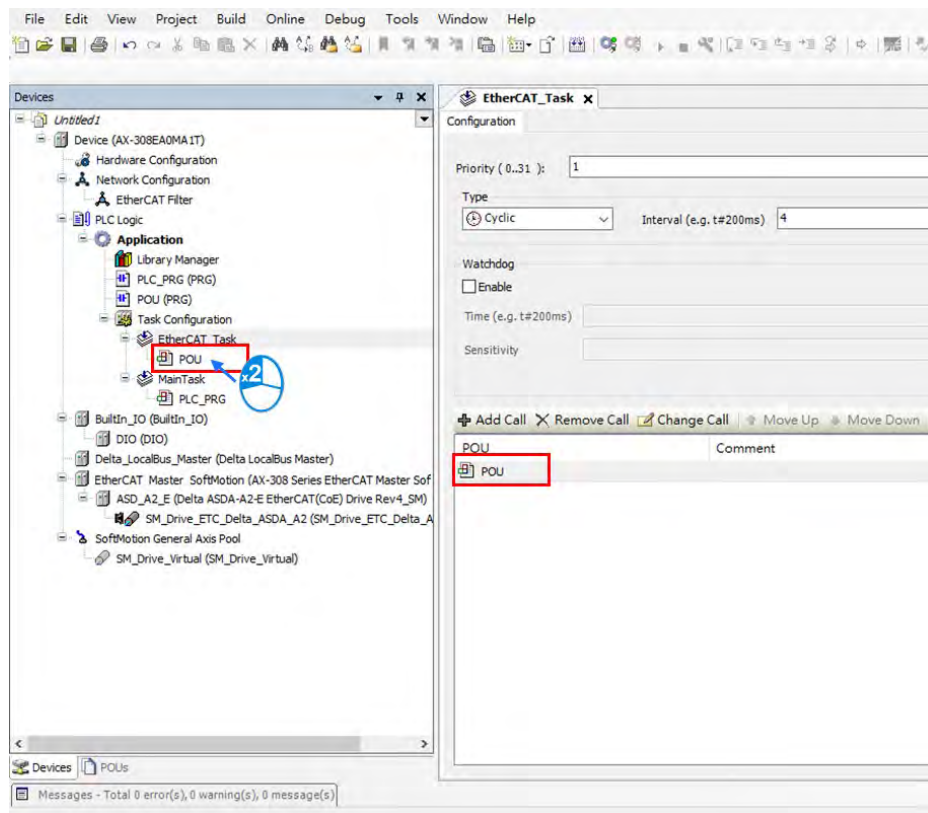 File Edit View Project Build Online Debug Tools Window Help
Devices
Untitled1
Device (AX-308EA0MA1T)
Hardware Configuration
Network Configuration
EtherCAT Filter
PLC Logic
Application
Library Manager
PLC_PRG (PRG)
POU (PRG)
Task Configuration
EtherCAT_Task
POU
x2
MainTask
PLC_PRG
BuiltIn_IO (BuiltIn_IO)
DIO (DIO)
Delta_LocalBus_Master (Delta LocalBus Master)
EtherCAT_Master_SoftMotion (AX-308 Series EtherCAT Master Sof
ASD_A2_E (Delta ASDA-A2-E EtherCAT(CoE) Drive Rev4_SM)
SM_Drive_ETC_Delta_ASDA_A2 (SM_Drive_ETC_Delta_A
SoftMotion General Axis Pool
SM_Drive_Virtual (SM_Drive_Virtual)
Devices POUs
Messages - Total 0 error(s), 0 warning(s), 0 message(s)
EtherCAT_Task
Configuration
Priority ( 0..31 ): 1
Type
Cyclic Interval (e.g. t#200ms) 4
Watchdog
Enable
Time (e.g. t#200ms)
Sensitivity
Add Call Remove Call Change Call Move Up Move Down
POU Comment
POU